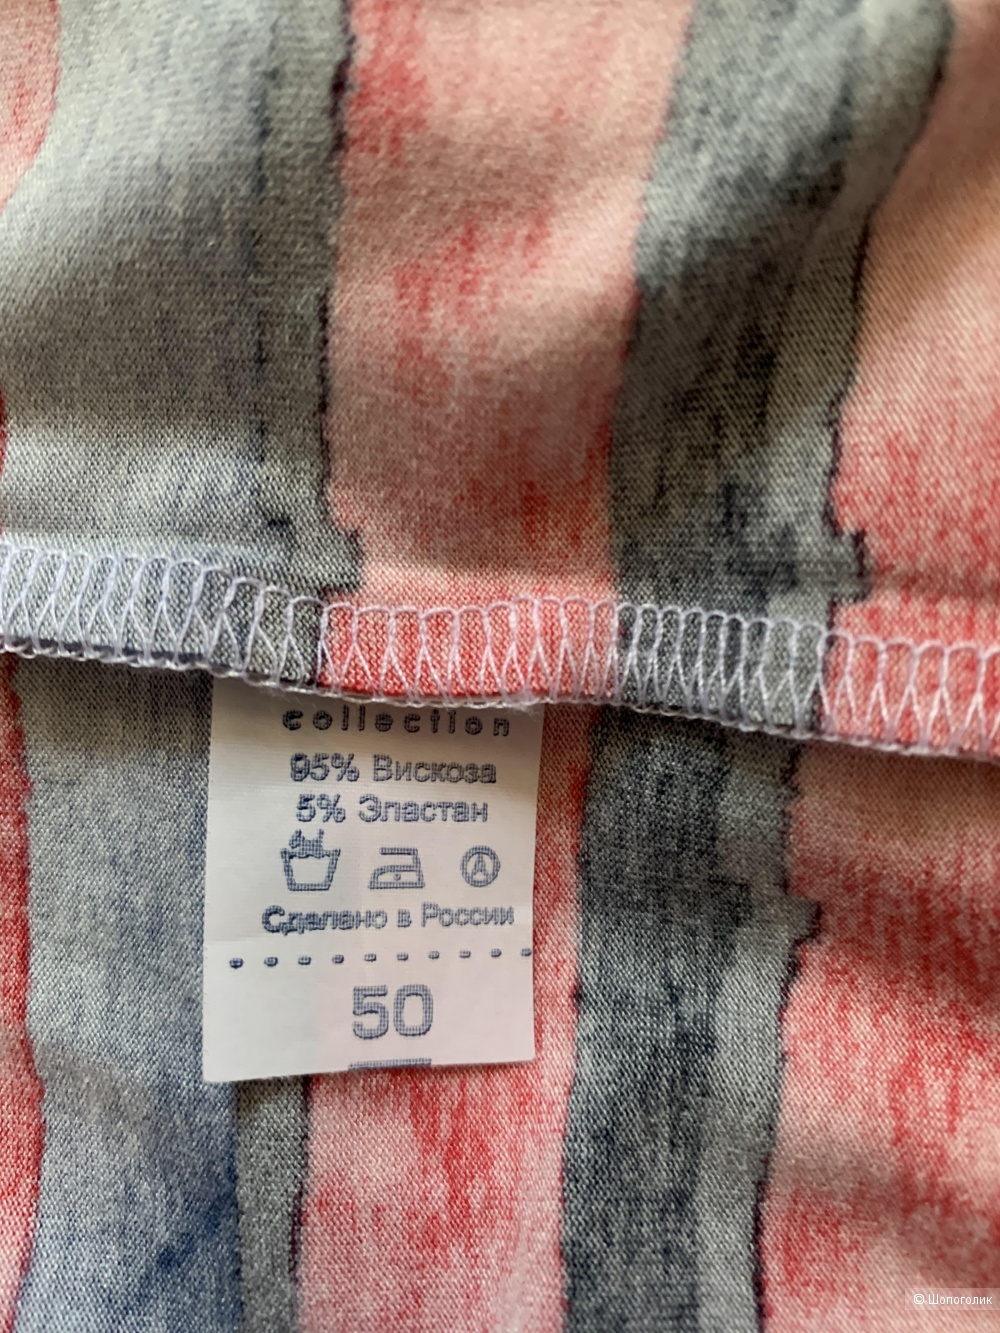 collection
95% Вискоза
5% Эластан
A
Сделано в России
50
© Шопоголик